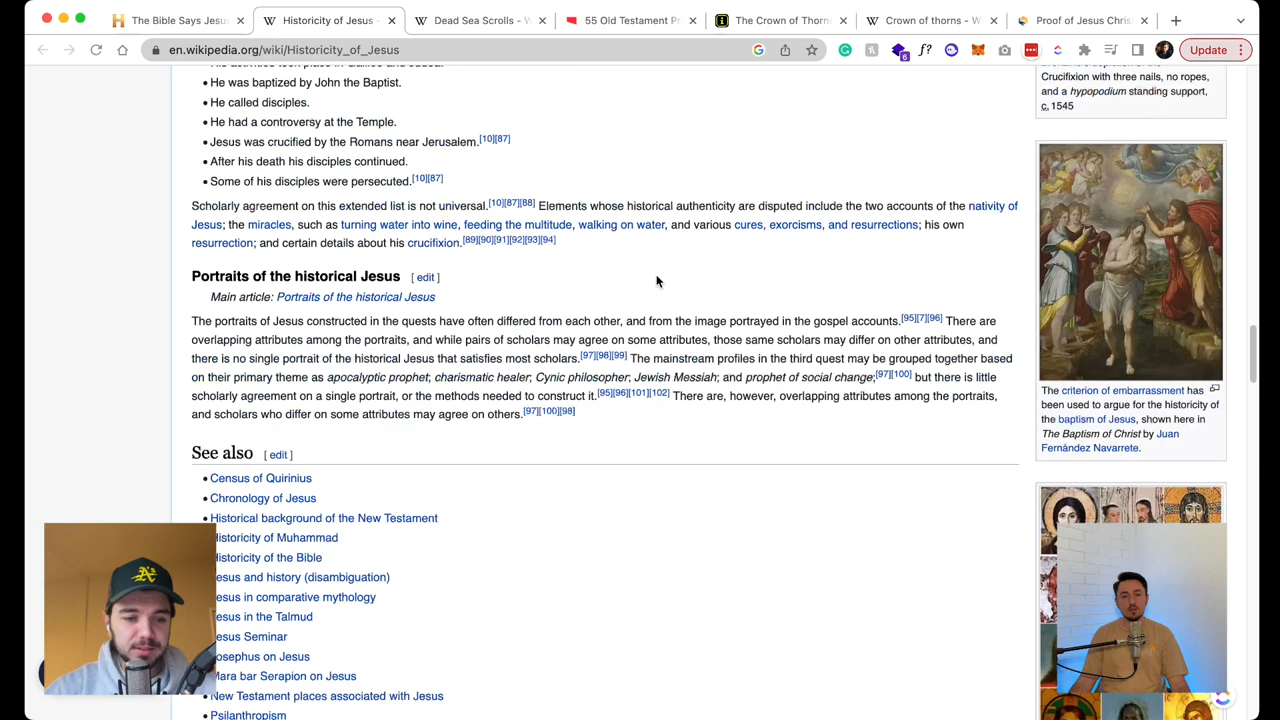 The Bible Says Jesus
Historicity of Jesus -
Dead Sea Scrolls - W
55 Old Testament Pr
The Crown of Thorn
Crown of thorns - W
Proof of Jesus Chris
en.wikipedia.org/wiki/Historicity_of_Jesus
f?
6
Update
• He was baptized by John the Baptist.
• He called disciples.
• He had a controversy at the Temple.
• Jesus was crucified by the Romans near Jerusalem.[10][87]
• After his death his disciples continued.
• Some of his disciples were persecuted.[10][87]
Scholarly agreement on this extended list is not universal.[10][87][88] Elements whose historical authenticity are disputed include the two accounts of the nativity of
Jesus; the miracles, such as turning water into wine, feeding the multitude, walking on water, and various cures, exorcisms, and resurrections; his own
resurrection; and certain details about his crucifixion.[89][90][91][92][93][94]
Portraits of the historical Jesus [ edit ]
Main article: Portraits of the historical Jesus
The portraits of Jesus constructed in the quests have often differed from each other, and from the image portrayed in the gospel accounts.[95][7][96] There are
overlapping attributes among the portraits, and while pairs of scholars may agree on some attributes, those same scholars may differ on other attributes, and
there is no single portrait of the historical Jesus that satisfies most scholars.[97][98][99] The mainstream profiles in the third quest may be grouped together based
on their primary theme as apocalyptic prophet; charismatic healer; Cynic philosopher; Jewish Messiah; and prophet of social change;[97][100] but there is little
scholarly agreement on a single portrait, or the methods needed to construct it.[95][96][101][102] There are, however, overlapping attributes among the portraits,
and scholars who differ on some attributes may agree on others.[97][100][98]
See also [ edit ]
• Census of Quirinius
• Chronology of Jesus
• Historical background of the New Testament
Historicity of Muhammad
Historicity of the Bible
esus and history (disambiguation)
esus in comparative mythology
esus in the Talmud
esus Seminar
osephus on Jesus
Mara bar Serapion on Jesus
New Testament places associated with Jesus
Psilanthropism
Crucifixion with three nails, no ropes,
and a hypopodium standing support,
c. 1545
The criterion of embarrassment has
been used to argue for the historicity of
the baptism of Jesus, shown here in
The Baptism of Christ by Juan
Fernández Navarrete.
A's